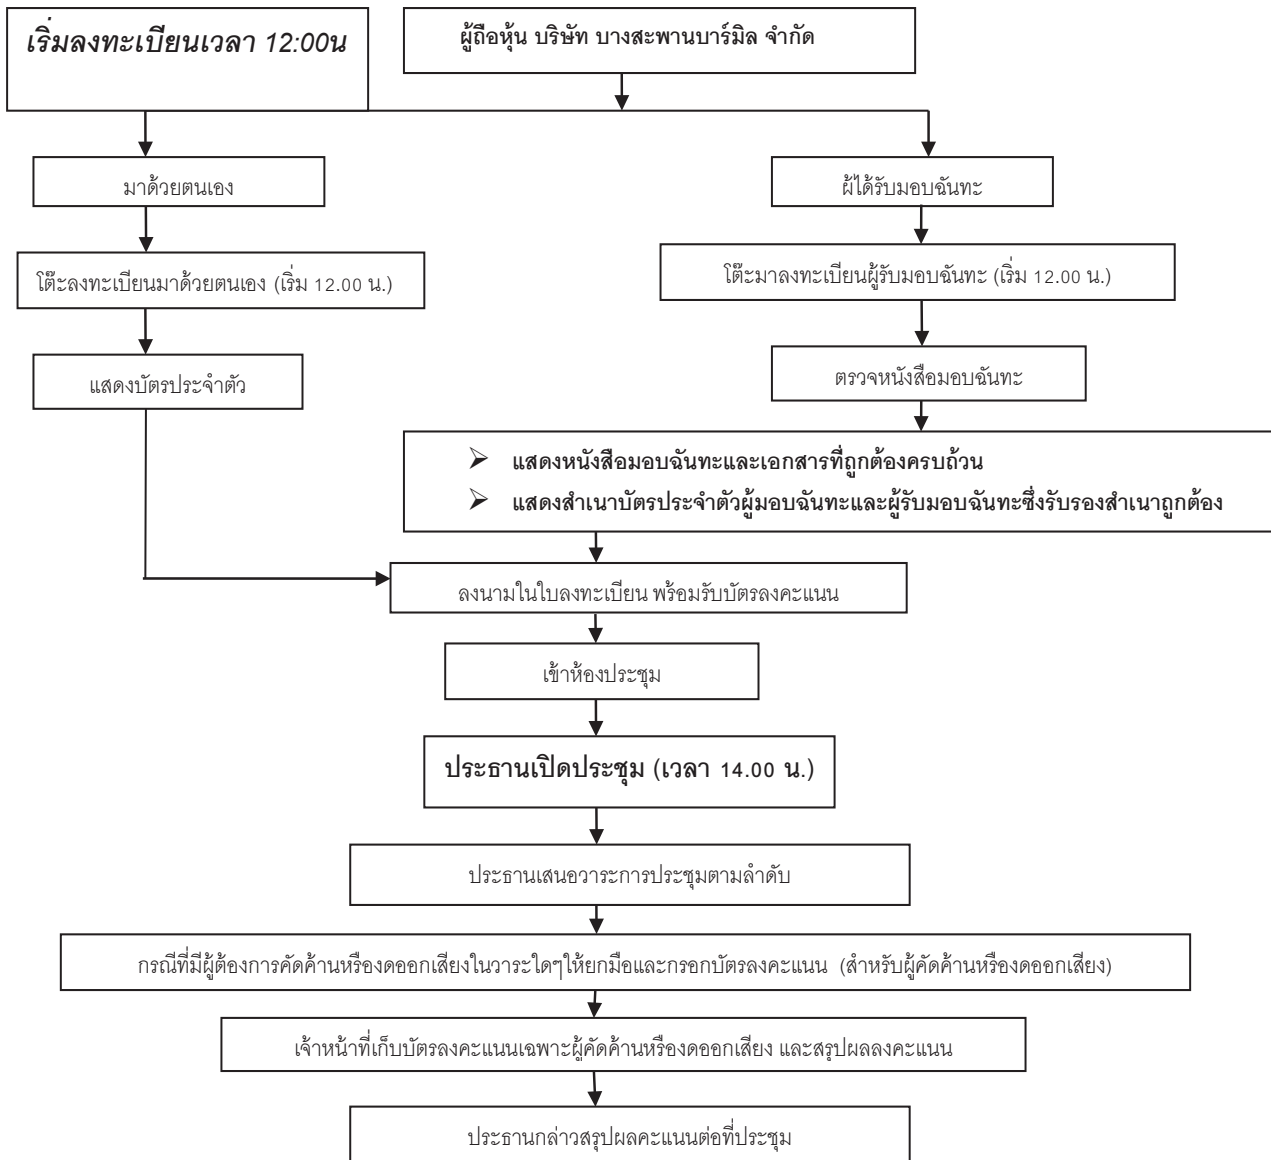 เริ่มลงทะเบียนเวลา 12:00น
ผู้ถือหุ้น บริษัท บางสะพานบาร์มิล จำกัด
มาด้วยตนเอง
ผ้ได้รับมอบฉันทะ
โต๊ะลงทะเบียนมาด้วยตนเอง (เริ่ม 12.00 น.)
โต๊ะมาลงทะเบียนผู้รับมอบฉันทะ (เริ่ม 12.00 น.)
แสดงบัตรประจำตัว
ตรวจหนังสือมอบฉันทะ
➢ แสดงหนังสือมอบฉันทะและเอกสารที่ถูกต้องครบถ้วน
➢ แสดงสำเนาบัตรประจำตัวผู้มอบฉันทะและผู้รับมอบฉันทะซึ่งรับรองสำเนาถูกต้อง
ลงนามในใบลงทะเบียน พร้อมรับบัตรลงคะแนน
เข้าห้องประชุม
ประธานเปิดประชุม (เวลา 14.00 น.)
ประธานเสนอวาระการประชุมตามลำดับ
กรณีที่มีผู้ต้องการคัดค้านหรืองดออกเสียงในวาระใดๆให้ยกมือและกรอกบัตรลงคะแนน (สำหรับผู้คัดค้านหรืองดออกเสียง)
เจ้าหน้าที่เก็บบัตรลงคะแนนเฉพาะผู้คัดค้านหรืองดออกเสียง และสรุปผลลงคะแนน
ประธานกล่าวสรุปผลคะแนนต่อที่ประชุม